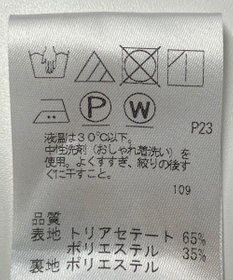 P W
P23
液温は30℃以下、
中性洗剤（おしゃれ着洗い）を
使用。よくすすぎ、絞りの後す
ぐに干すこと。
109
品質
表地 トリアセテート 65%
ポリエステル 35%
裏地 ポリエステル